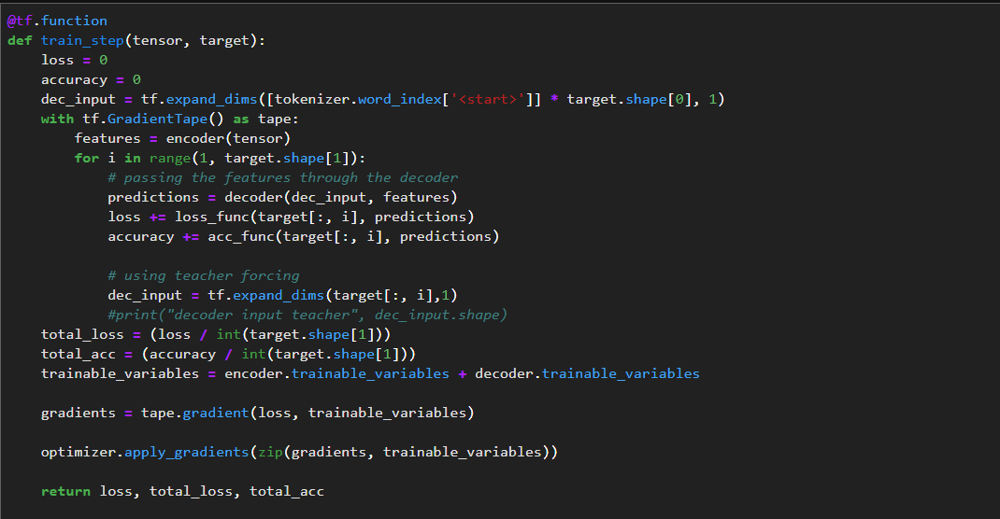 @tf.function
def train_step(tensor, target):
    loss = 0
    accuracy = 0
    dec_input = tf.expand_dims([tokenizer.word_index['<start>']] * target.shape[0], 1)
    with tf.GradientTape() as tape:
        features = encoder(tensor)
        for i in range(1, target.shape[1]):
            # passing the features through the decoder
            predictions = decoder(dec_input, features)
            loss += loss_func(target[:, i], predictions)
            accuracy += acc_func(target[:, i], predictions)

            # using teacher forcing
            dec_input = tf.expand_dims(target[:, i],1)
            #print("decoder input teacher", dec_input.shape)
    total_loss = (loss / int(target.shape[1]))
    total_acc = (accuracy / int(target.shape[1]))
    trainable_variables = encoder.trainable_variables + decoder.trainable_variables

    gradients = tape.gradient(loss, trainable_variables)

    optimizer.apply_gradients(zip(gradients, trainable_variables))

    return loss, total_loss, total_acc